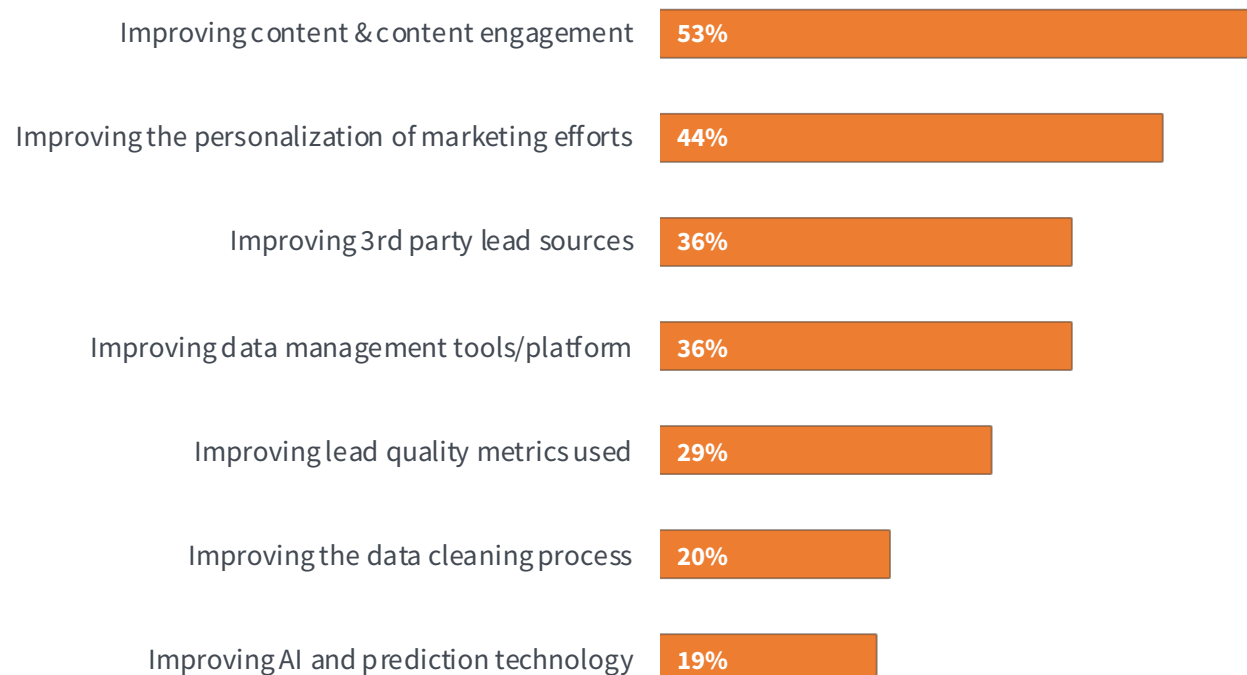 Improving content & content engagement 53%
Improving the personalization of marketing efforts 44%
Improving 3rd party lead sources 36%
Improving data management tools/platform 36%
Improving lead quality metrics used 29%
Improving the data cleaning process 20%
Improving AI and prediction technology 19%